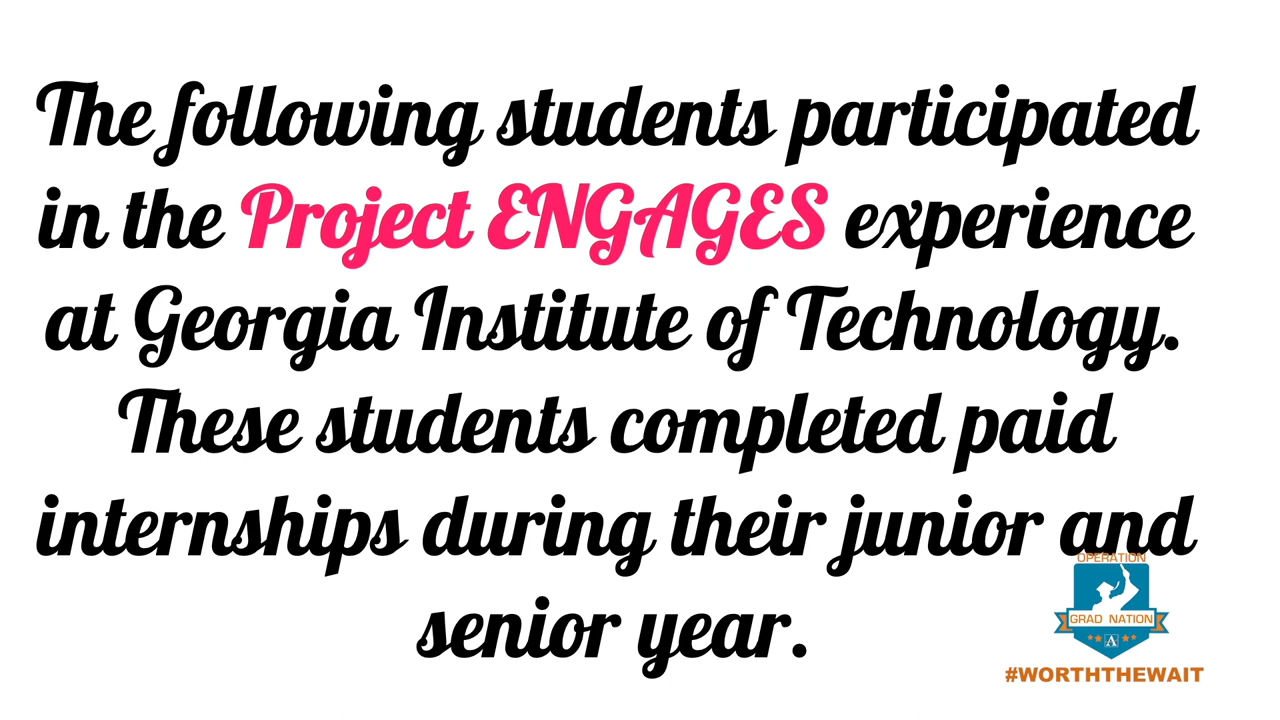 The following students participated
in the Project ENGAGES experience
at Georgia Institute of Technology.
These students completed paid
internships during their junior and
senior year.
OPERATION
GRAD NATION
A
#WORTHTHEWAIT